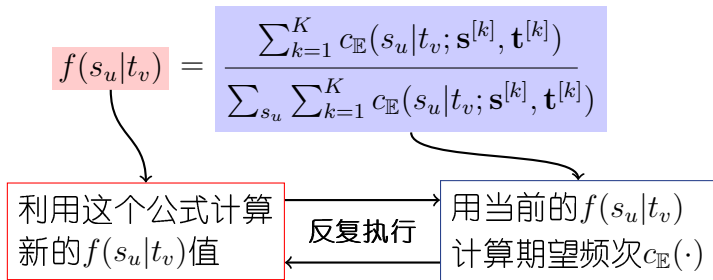 f(s_u|t_v) = \frac{\sum_{k=1}^{K} c_{\mathbb{E}}(s_u|t_v; \mathbf{s}^{[k]}, \mathbf{t}^{[k]})}{\sum_{s_u} \sum_{k=1}^{K} c_{\mathbb{E}}(s_u|t_v; \mathbf{s}^{[k]}, \mathbf{t}^{[k]})}
利用这个公式计算
新的f(s_u|t_v)值
反复执行
用当前的f(s_u|t_v)
计算期望频次c_{\mathbb{E}}(·)